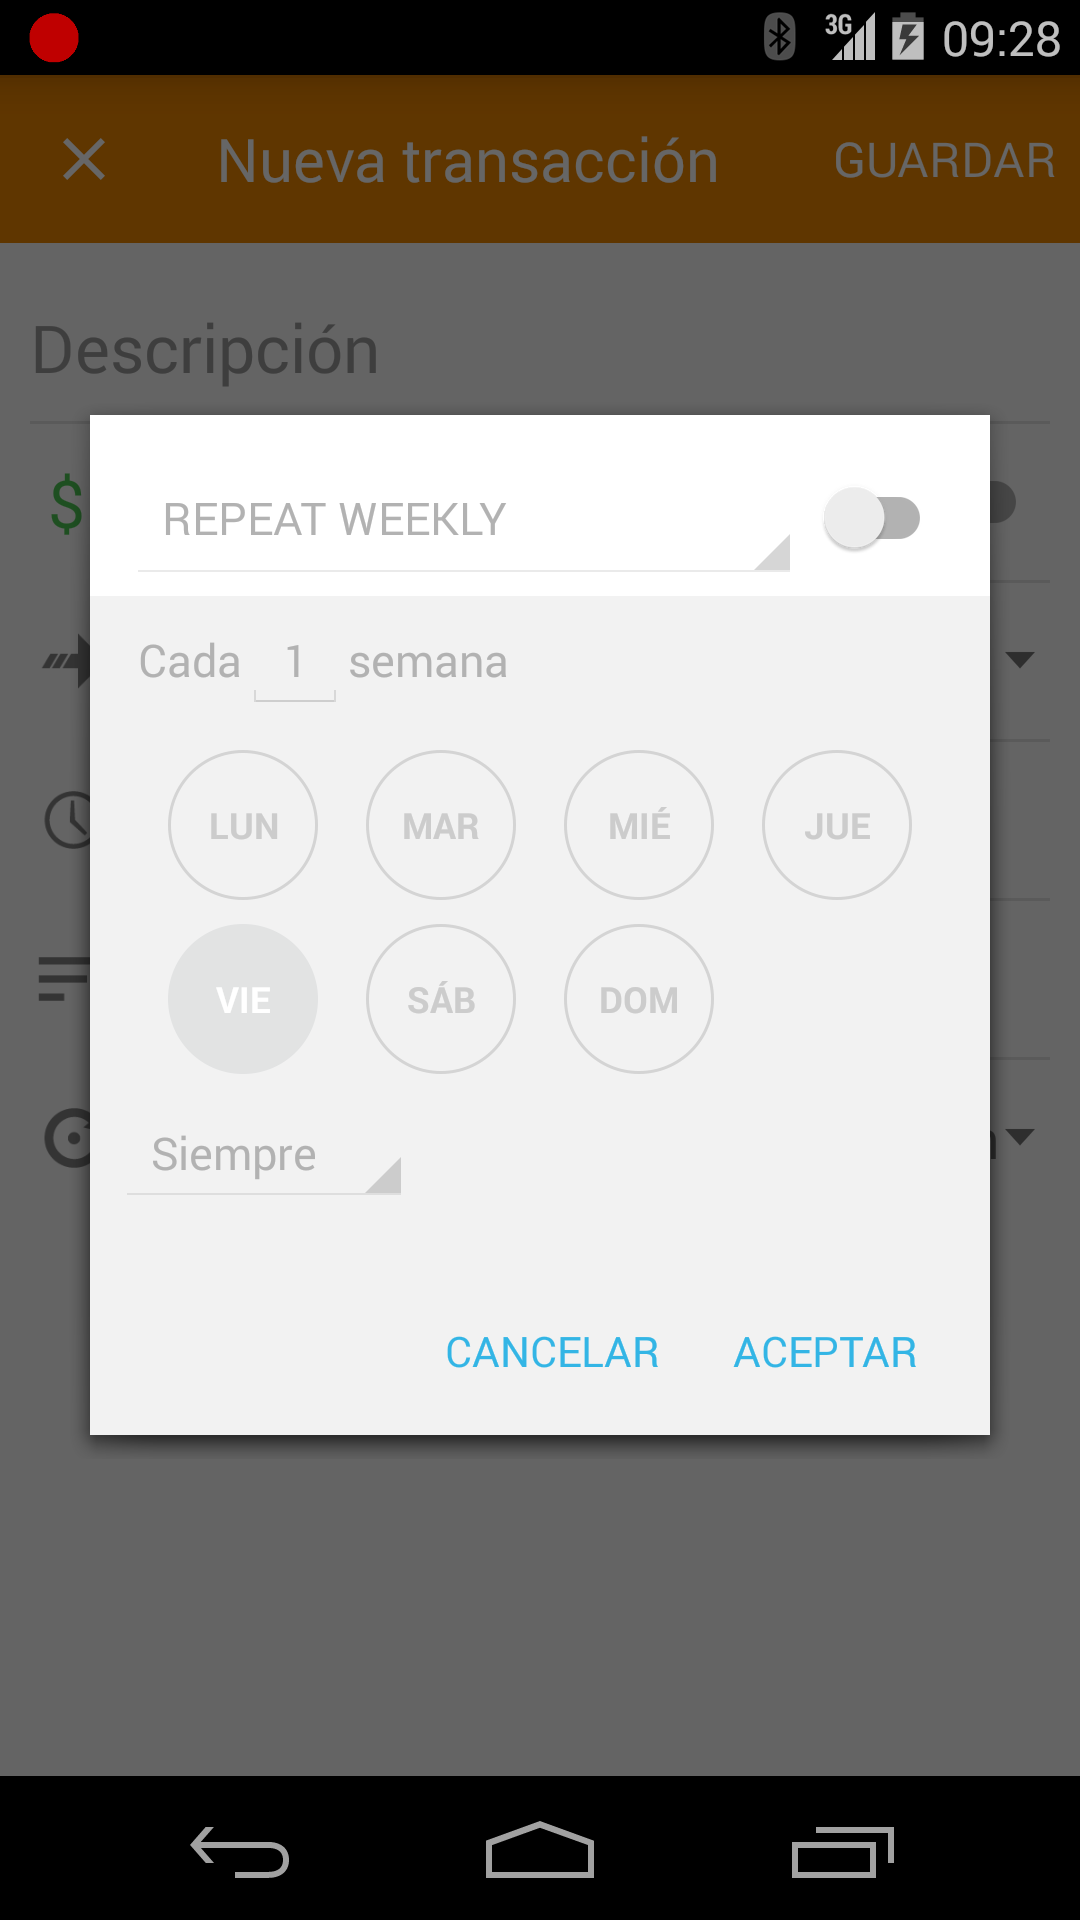 3G 09:28
Nueva transacción GUARDAR
Descripción
$
REPEAT WEEKLY
Cada 1 semana
LUN MAR MIÉ JUE
VIE SÁB DOM
Siempre
CANCELAR ACEPTAR